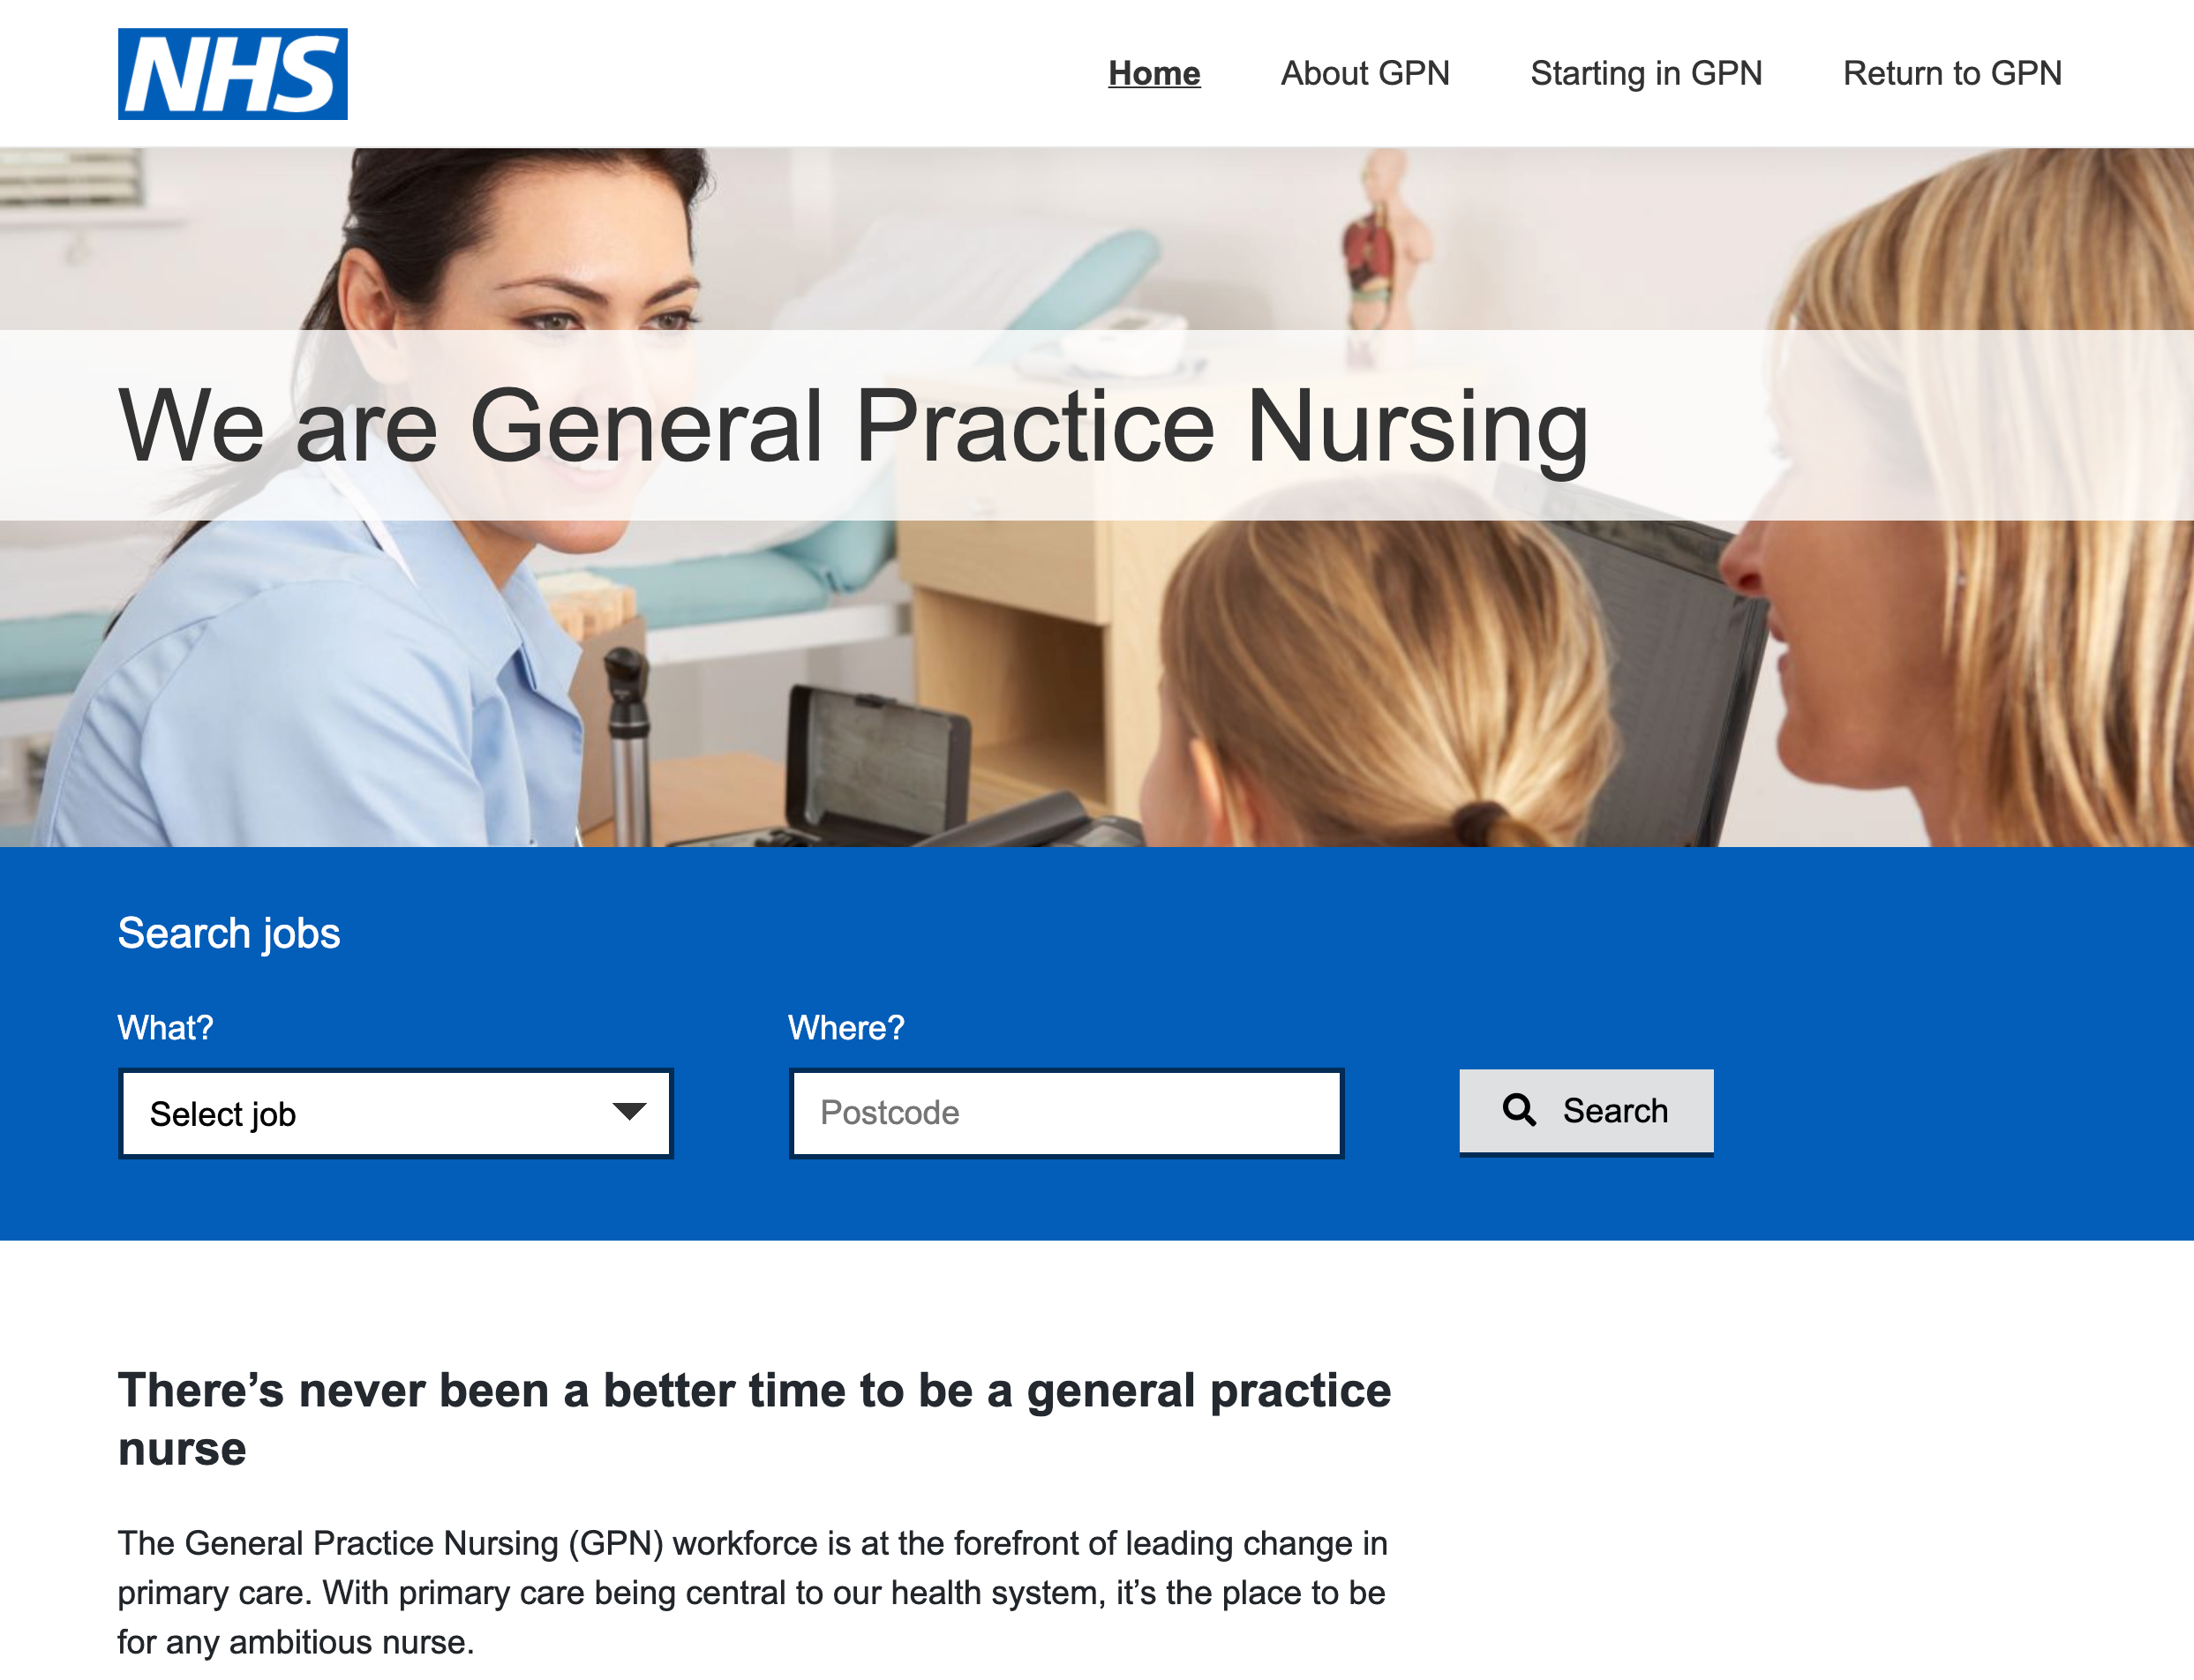 NHS
Home
About GPN
Starting in GPN
Return to GPN
We are General Practice Nursing
Search jobs
What?
Where?
Select job
Postcode
Search
There’s never been a better time to be a general practice
nurse
The General Practice Nursing (GPN) workforce is at the forefront of leading change in
primary care. With primary care being central to our health system, it’s the place to be
for any ambitious nurse.